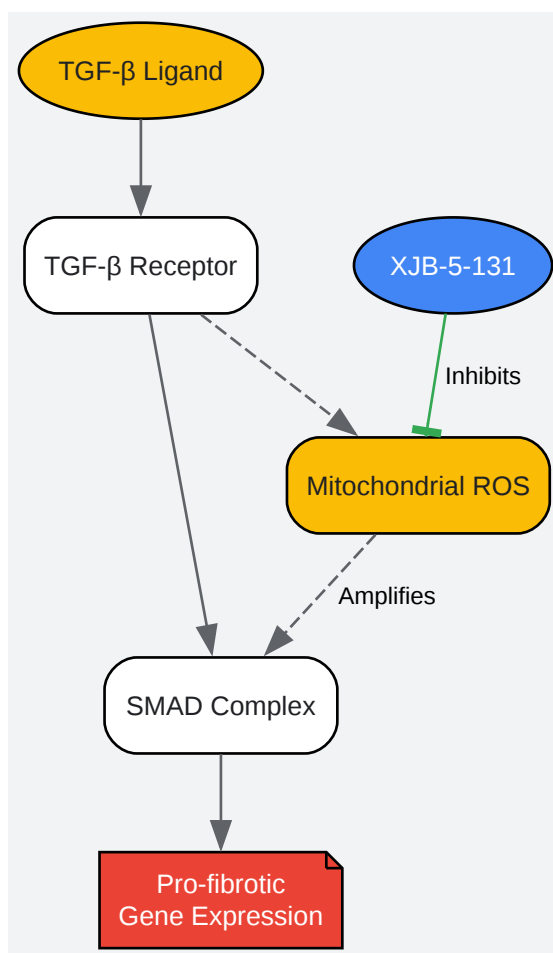 TGF-β Ligand
TGF-β Receptor
XJB-5-131
Inhibits
Mitochondrial ROS
Amplifies
SMAD Complex
Pro-fibrotic
Gene Expression